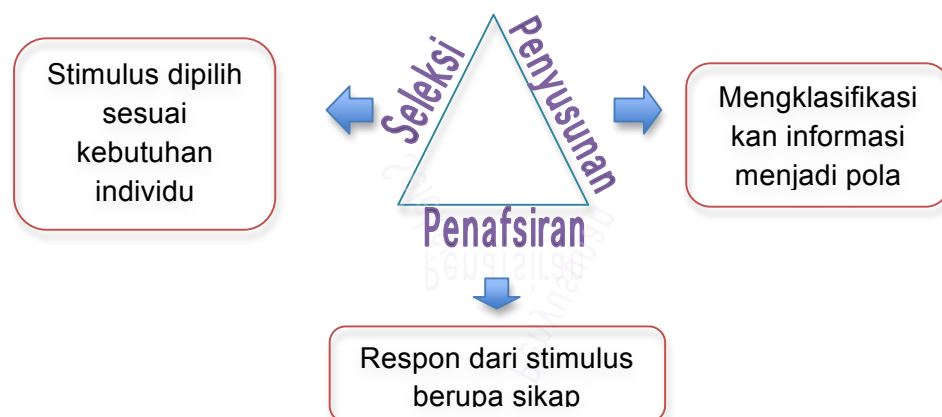 Stimulus dipilih
sesuai
kebutuhan
individu
Seleksi
Penyusunan
Mengklasifikasi
kan informasi
menjadi pola
Penafsiran
Respon dari stimulus
berupa sikap